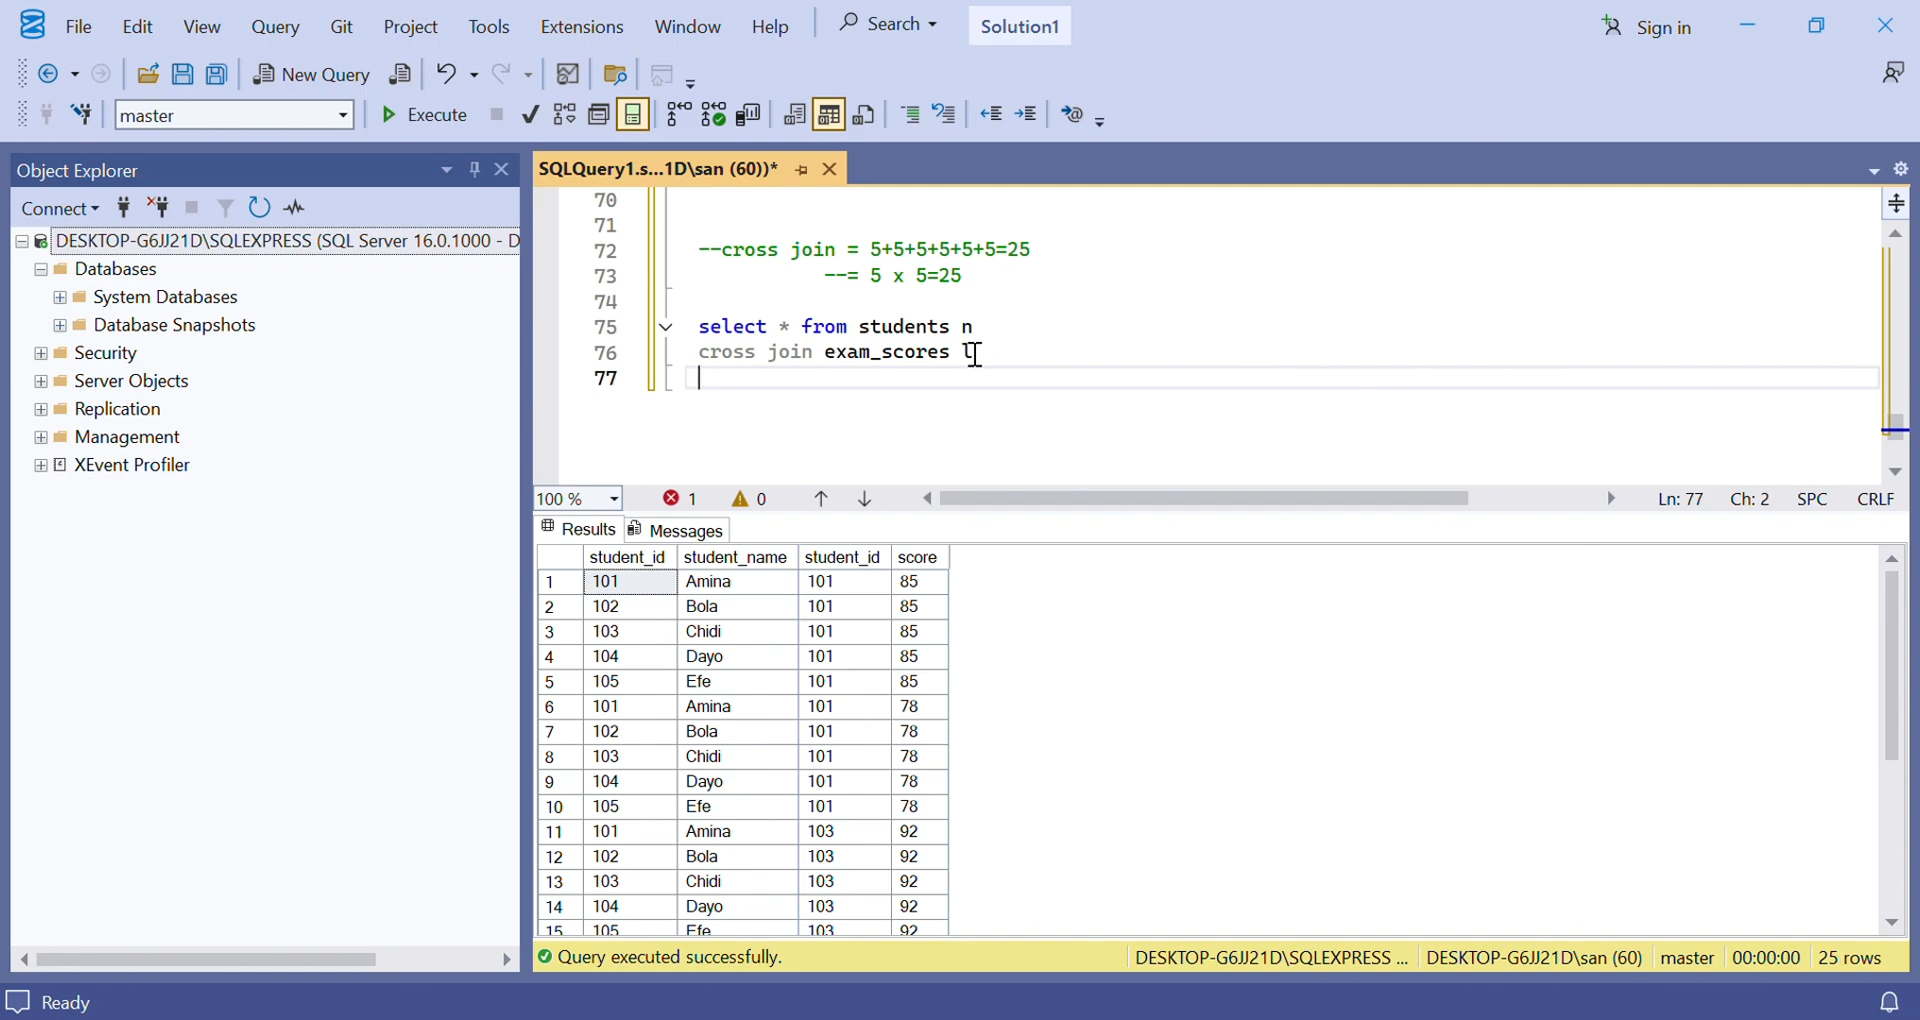 File Edit View Query Git Project Tools Extensions Window Help Search Solution1 Sign in
New Query
master Execute
Object Explorer
Connect
DESKTOP-G6JJ21D\SQLEXPRESS (SQL Server 16.0.1000 - D
Databases
System Databases
Database Snapshots
Security
Server Objects
Replication
Management
XEvent Profiler
SQLQuery1.s...1D\san (60))*
70
71
72 --cross join = 5+5+5+5+5+5=25
73 --= 5 x 5=25
74
75 select * from students n
76 cross join exam_scores l
77
100 % 1 0 Ln: 77 Ch: 2 SPC CRLF
Results Messages
student_id student_name student_id score
1 101 Amina 101 85
2 102 Bola 101 85
3 103 Chidi 101 85
4 104 Dayo 101 85
5 105 Efe 101 85
6 101 Amina 101 78
7 102 Bola 101 78
8 103 Chidi 101 78
9 104 Dayo 101 78
10 105 Efe 101 78
11 101 Amina 103 92
12 102 Bola 103 92
13 103 Chidi 103 92
14 104 Dayo 103 92
15 105 Efe 103 92
Query executed successfully. DESKTOP-G6JJ21D\SQLEXPRESS ... DESKTOP-G6JJ21D\san (60) master 00:00:00 25 rows
Ready